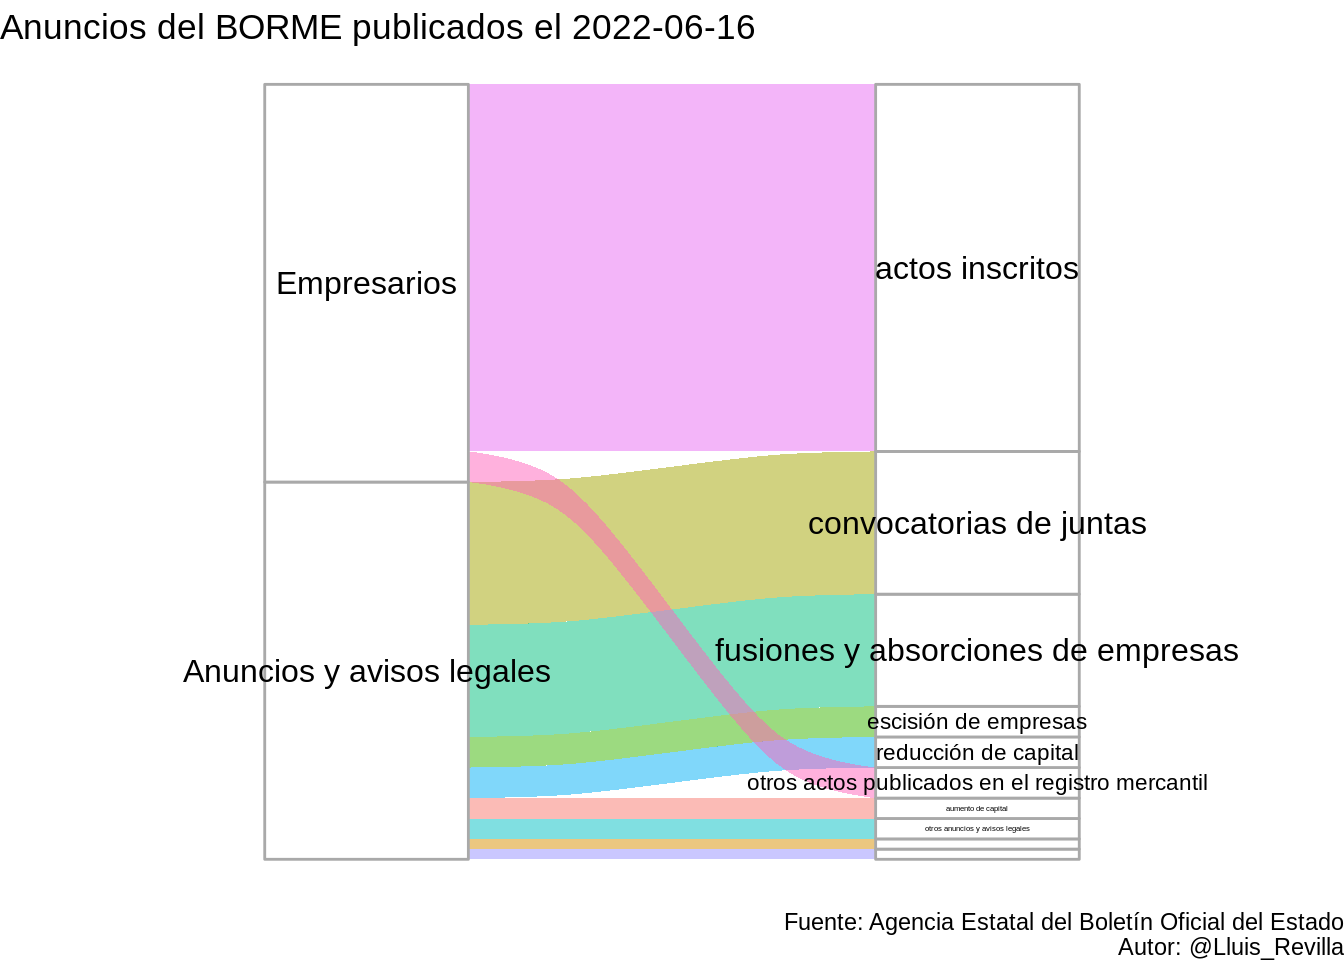 Anuncios del BORME publicados el 2022-06-16
Empresarios
actos inscritos
convocatorias de juntas
fusiones y absorciones de empresas
Anuncios y avisos legales
escisión de empresas
reducción de capital
otros actos publicados en el registro mercantil
aumento de capital
otros anuncios y avisos legales
Fuente: Agencia Estatal del Boletín Oficial del Estado
Autor: @Lluis_Revilla